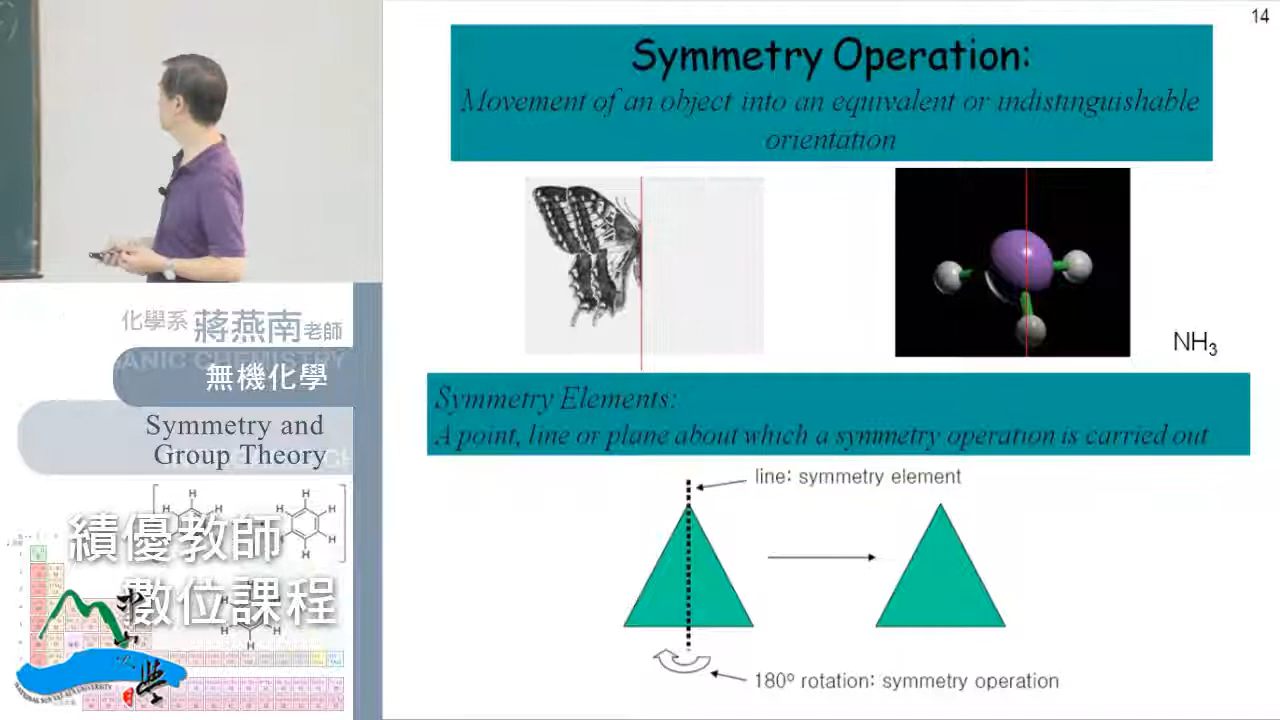 14
Symmetry Operation:
Movement of an object into an equivalent or indistinguishable
orientation
NH3
Symmetry Elements:
A point, line or plane about which a symmetry operation is carried out
line: symmetry element
180º rotation: symmetry operation
化學系 蔣燕南老師
ANIC CHEMISTRY
無機化學
Symmetry and
Group Theory
績優教師
數位課程